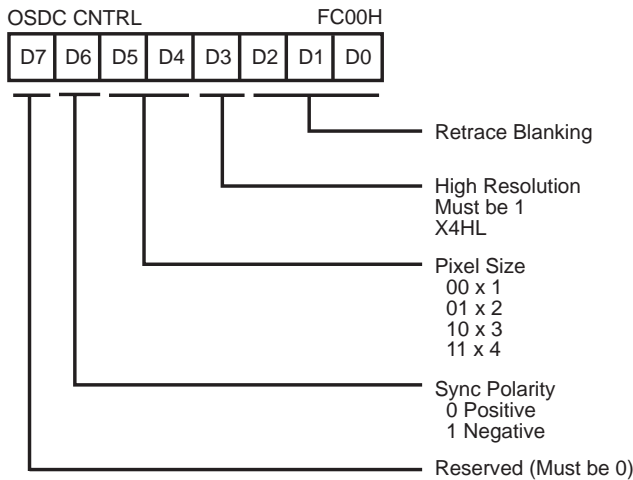 OSDC CNTRL FC00H
D7 D6 D5 D4 D3 D2 D1 D0
Retrace Blanking
High Resolution
Must be 1
X4HL
Pixel Size
00 x 1
01 x 2
10 x 3
11 x 4
Sync Polarity
0 Positive
1 Negative
Reserved (Must be 0)